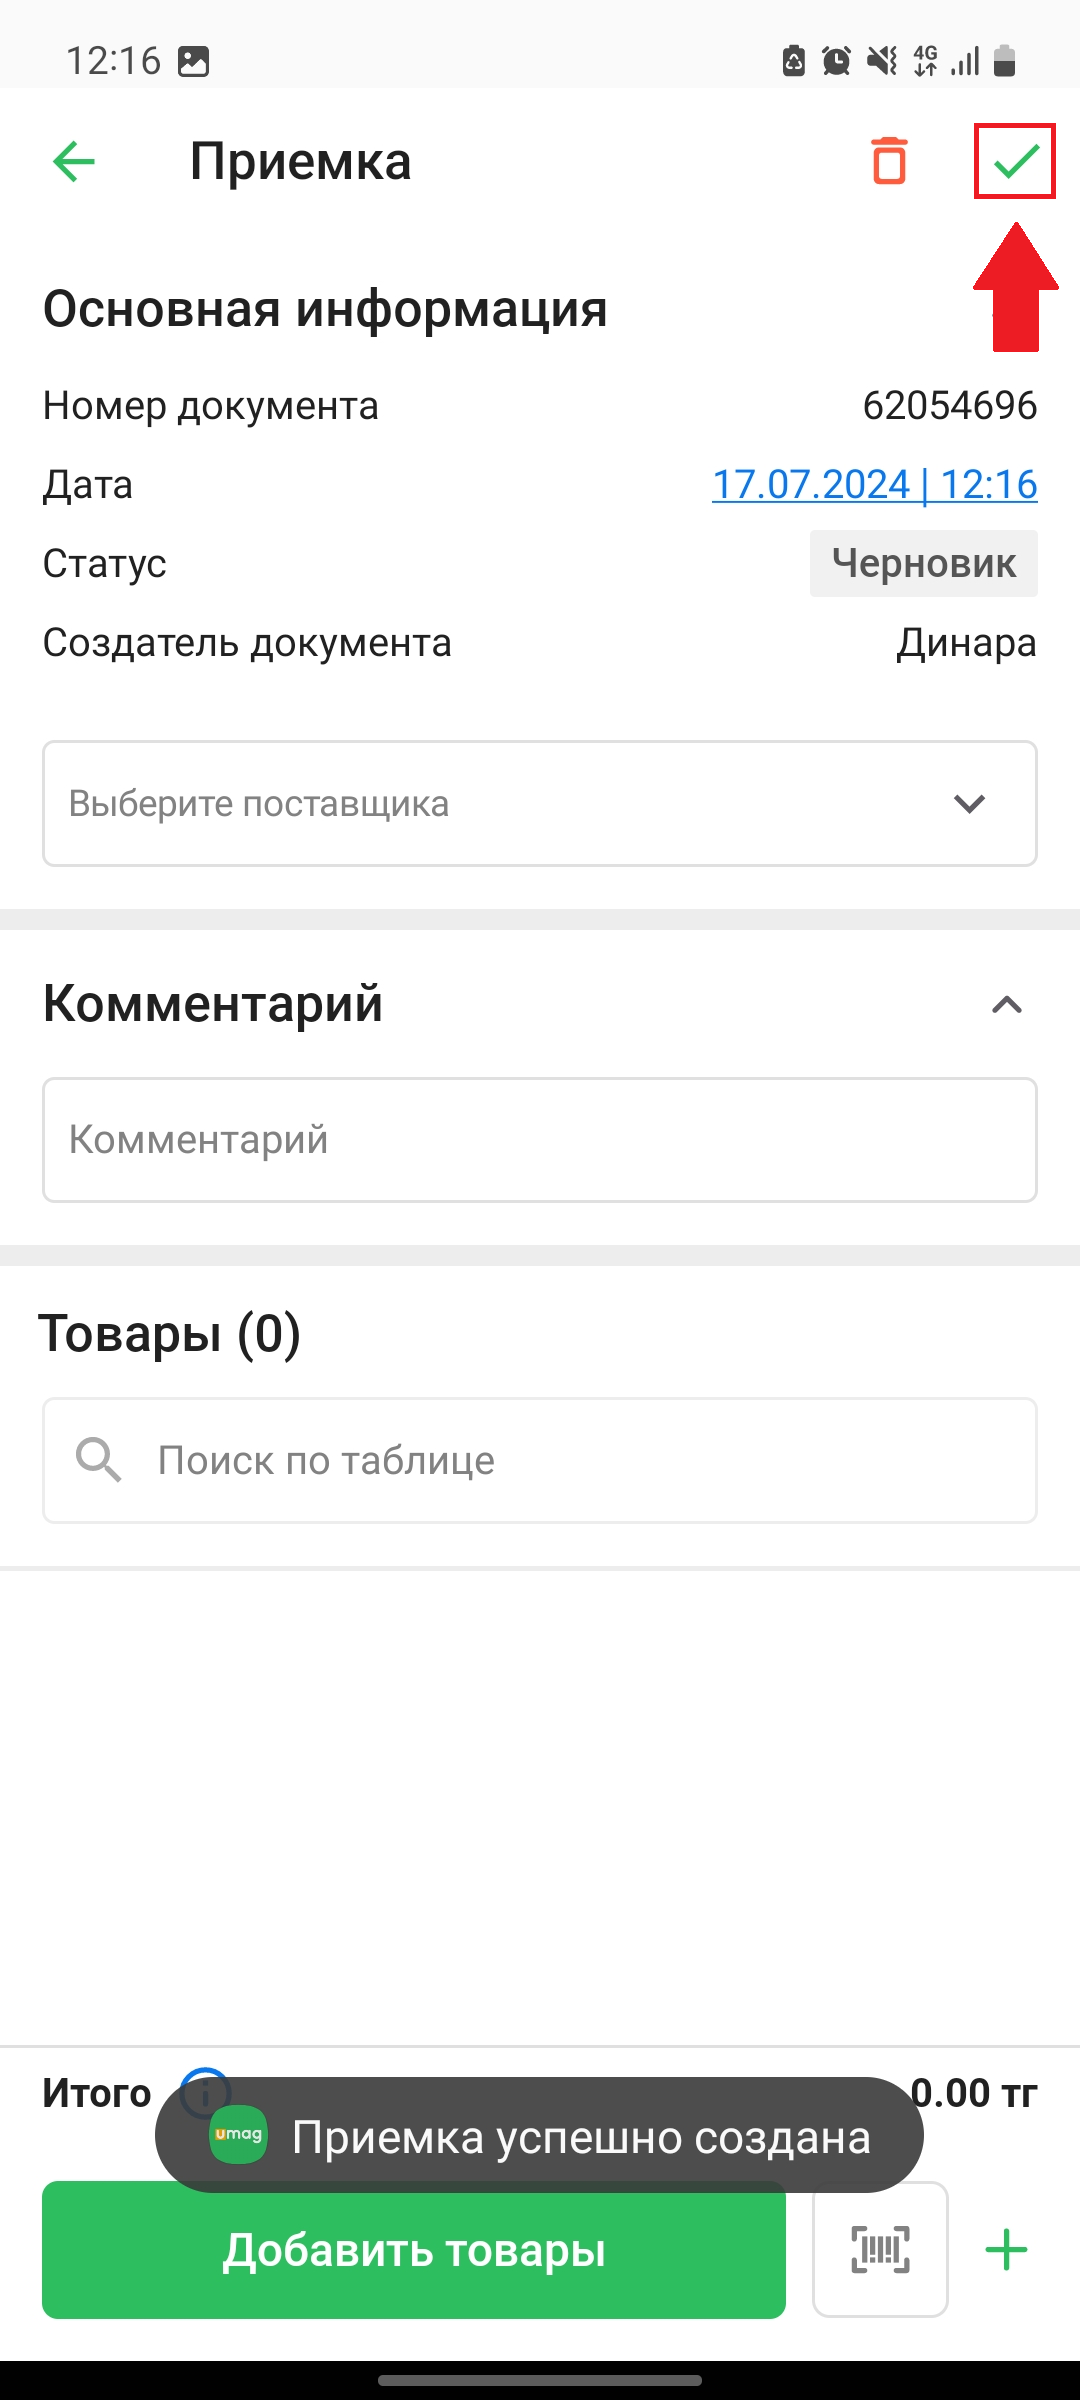 12:16
4G
Приемка
Основная информация
Номер документа 62054696
Дата 17.07.2024 | 12:16
Статус Черновик
Создатель документа Динара
Выберите поставщика
Комментарий
Комментарий
Товары (0)
Поиск по таблице
Итого 0.00 тг
umag Приемка успешно создана
Добавить товары